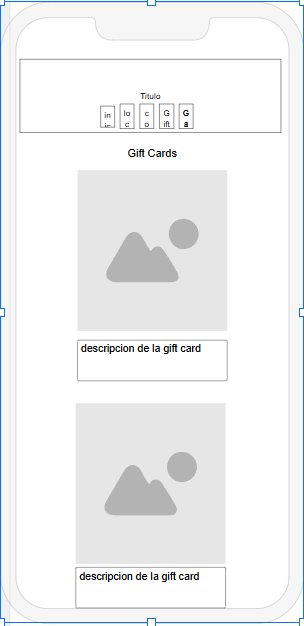 Titulo
in lo c G G
ic c o ift a
Gift Cards
descripcion de la gift card
descripcion de la gift card